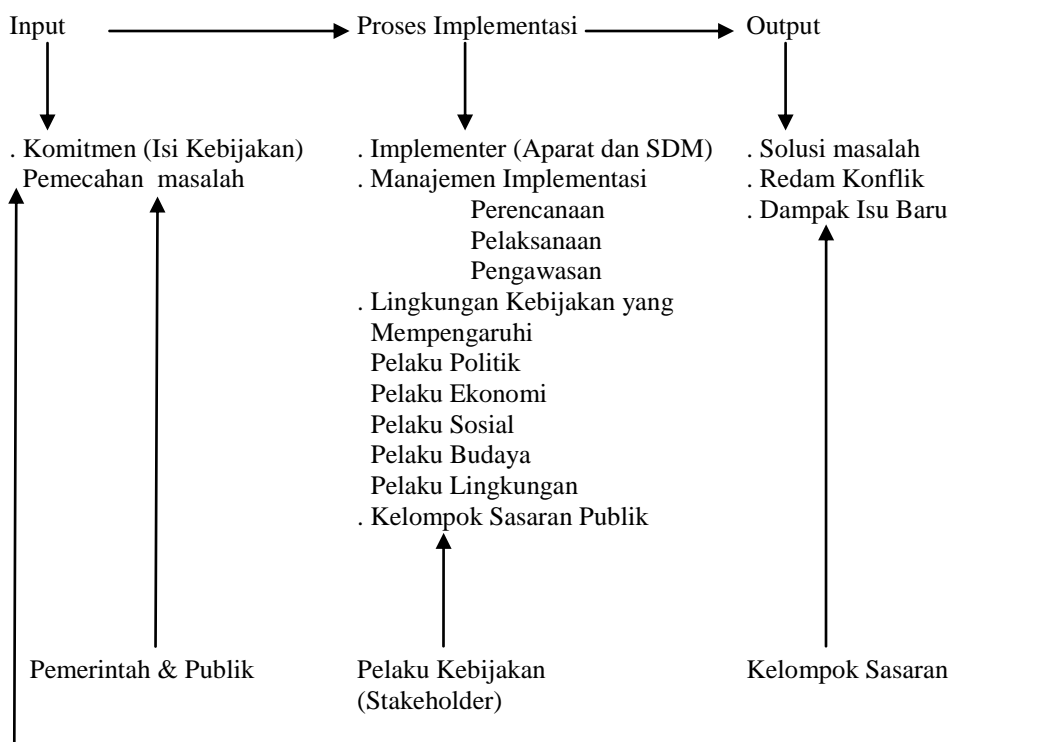 Input Proses Implementasi Output
. Komitmen (Isi Kebijakan)
Pemecahan masalah
. Implementer (Aparat dan SDM)
. Manajemen Implementasi
Perencanaan
Pelaksanaan
Pengawasan
. Lingkungan Kebijakan yang
Mempengaruhi
Pelaku Politik
Pelaku Ekonomi
Pelaku Sosial
Pelaku Budaya
Pelaku Lingkungan
. Kelompok Sasaran Publik
. Solusi masalah
. Redam Konflik
. Dampak Isu Baru
Pemerintah & Publik
Pelaku Kebijakan
(Stakeholder)
Kelompok Sasaran